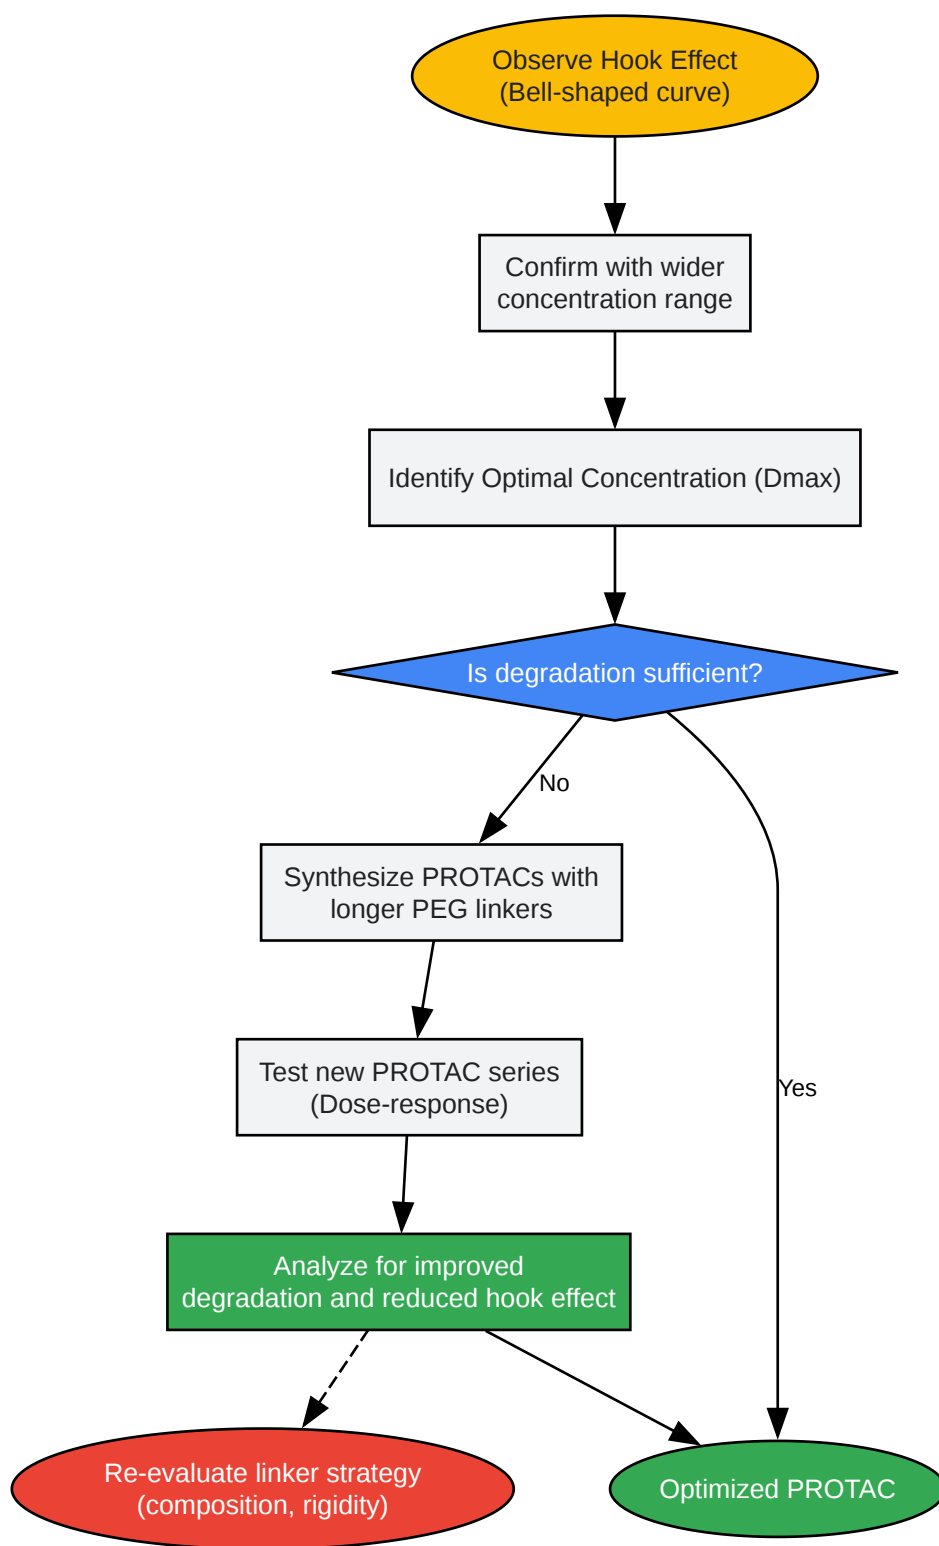 Observe Hook Effect
(Bell-shaped curve)
Confirm with wider
concentration range
Identify Optimal Concentration (Dmax)
Is degradation sufficient?
No
Synthesize PROTACs with
longer PEG linkers
Test new PROTAC series
(Dose-response)
Yes
Analyze for improved
degradation and reduced hook effect
Re-evaluate linker strategy
(composition, rigidity)
Optimized PROTAC